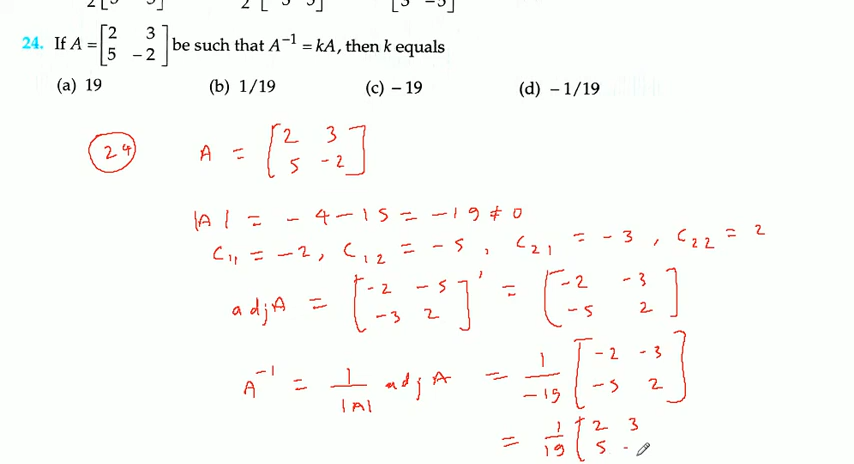 24. If A = [2 3; 5 −2] be such that A⁻¹ = kA, then k equals
(a) 19 (b) 1/19 (c) −19 (d) −1/19
24 A = [2 3; 5 -2]
|A| = -4-15 = -19 ≠ 0
C₁₁ = -2, C₁₂ = -5, C₂₁ = -3, C₂₂ = 2
adj A = [-2 -5; -3 2]' = [-2 -3; -5 2]
A⁻¹ = 1/|A| adj A = 1/-19 [-2 -3; -5 2]
= 1/19 [2 3; 5 -